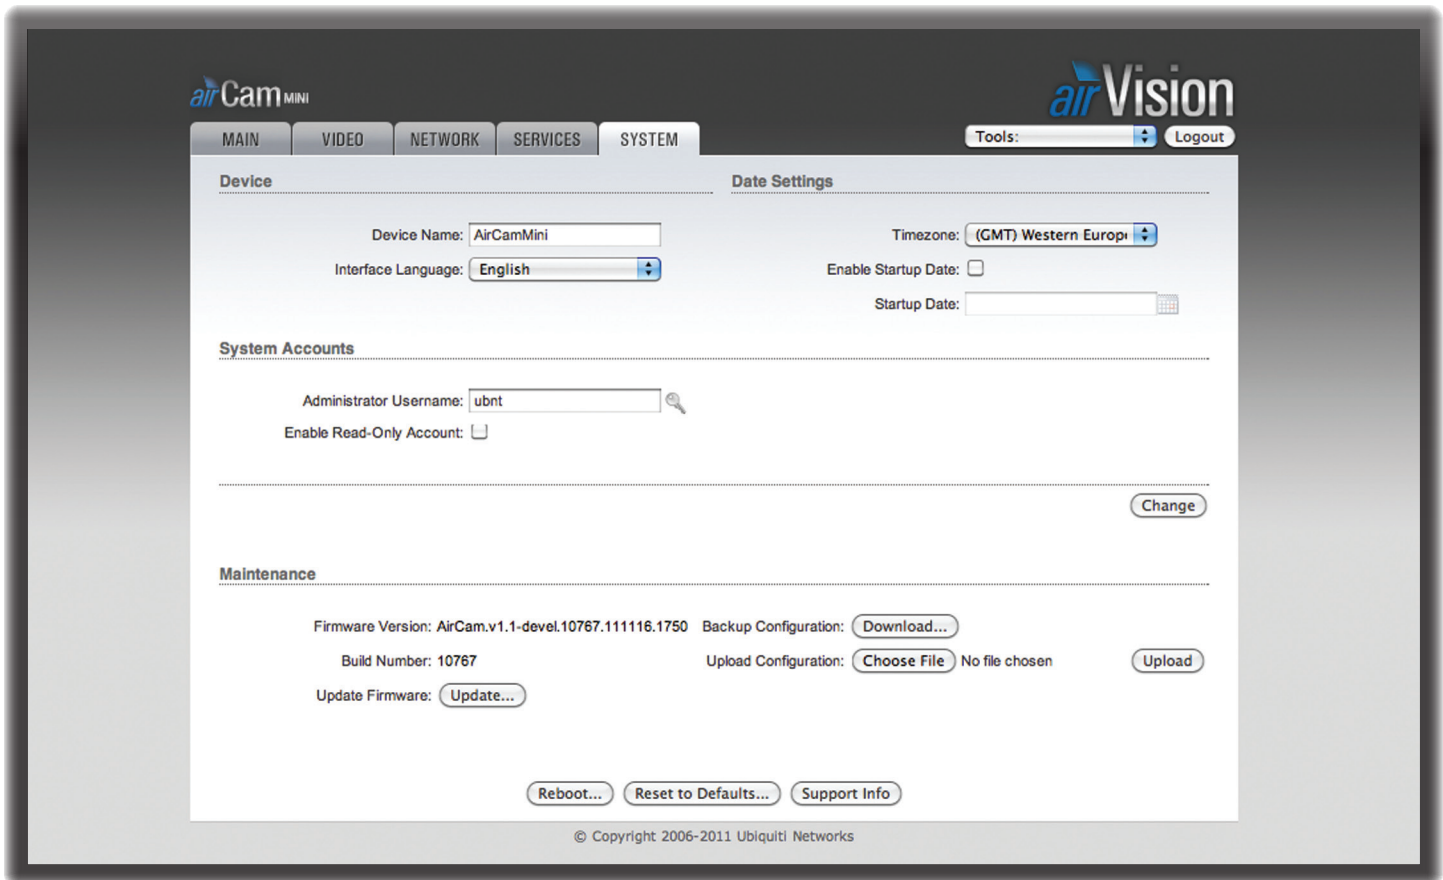 airCam MINI
airVision
MAIN VIDEO NETWORK SERVICES SYSTEM
Tools: Logout
Device
Date Settings
Device Name: AirCamMini
Timezone: (GMT) Western Europ
Interface Language: English
Enable Startup Date:
Startup Date:
System Accounts
Administrator Username: ubnt
Enable Read-Only Account:
Change
Maintenance
Firmware Version: AirCam.v1.1-devel.10767.111116.1750
Backup Configuration: Download...
Build Number: 10767
Upload Configuration: Choose File No file chosen Upload
Update Firmware: Update...
Reboot... Reset to Defaults... Support Info
© Copyright 2006-2011 Ubiquiti Networks